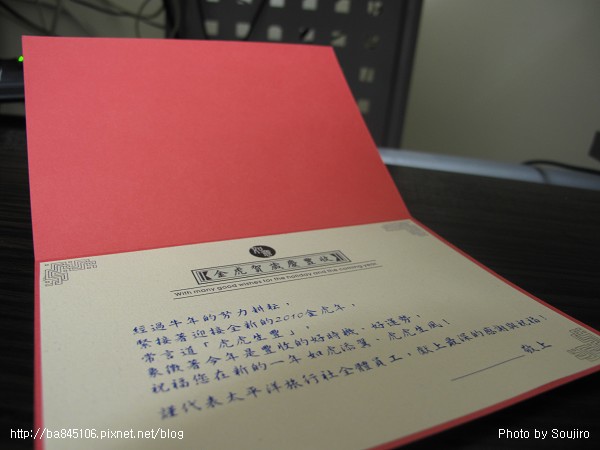 金虎賀歲慶豐收
With many good wishes for the holiday and the coming year
經過牛年的努力耕耘，
緊接著迎接全新的2010金虎年，
常言道「虎虎生豐」，
象徵著今年是豐收的好時機、好運勢，
祝福您在新的一年如虎添翼，虎虎生風！
謹代表太平洋旅行社全體員工，獻上最深的感謝與祝福！
敬上
http://ba845106.pixnet.net/blog
Photo by Soujiro